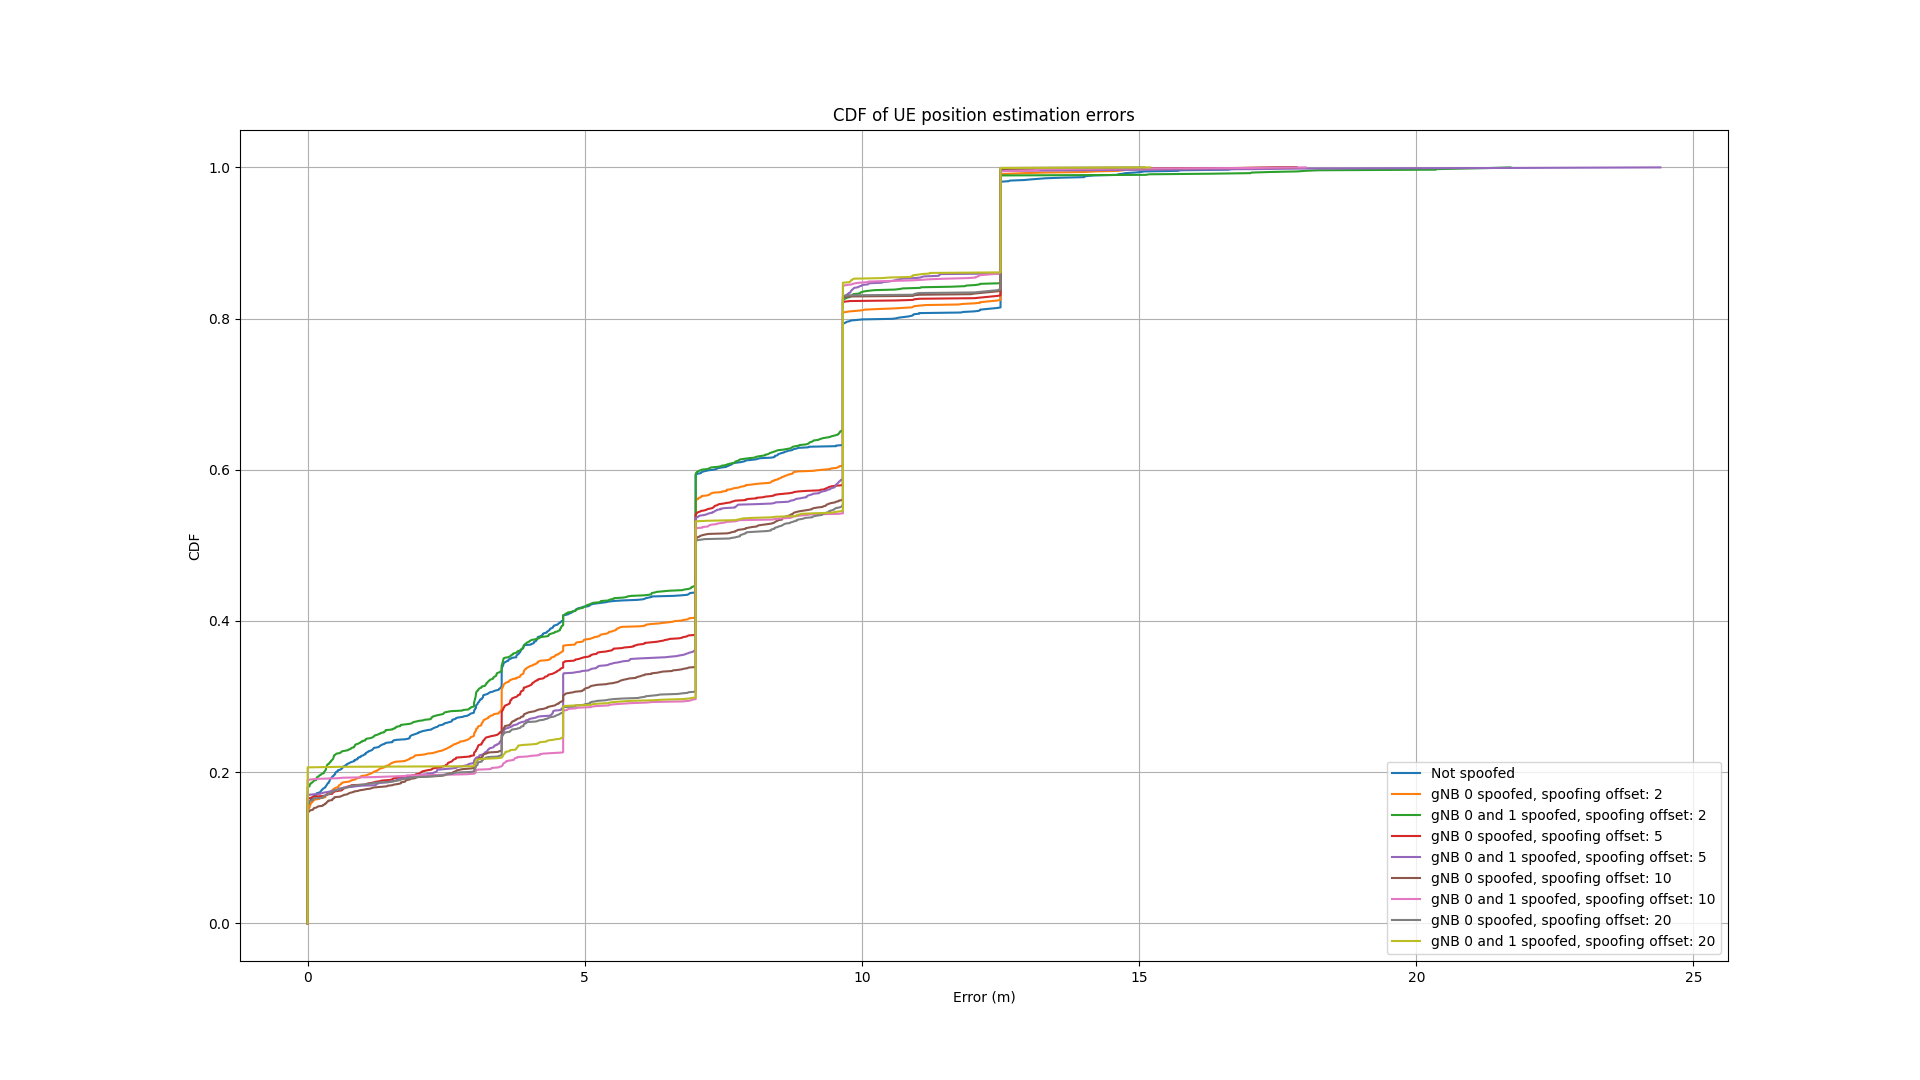 CDF of UE position estimation errors
1.0
0.8
0.6
0.4
0.2
0.0
CDF
0 5 10 15 20 25
Error (m)
Not spoofed
gNB 0 spoofed, spoofing offset: 2
gNB 0 and 1 spoofed, spoofing offset: 2
gNB 0 spoofed, spoofing offset: 5
gNB 0 and 1 spoofed, spoofing offset: 5
gNB 0 spoofed, spoofing offset: 10
gNB 0 and 1 spoofed, spoofing offset: 10
gNB 0 spoofed, spoofing offset: 20
gNB 0 and 1 spoofed, spoofing offset: 20